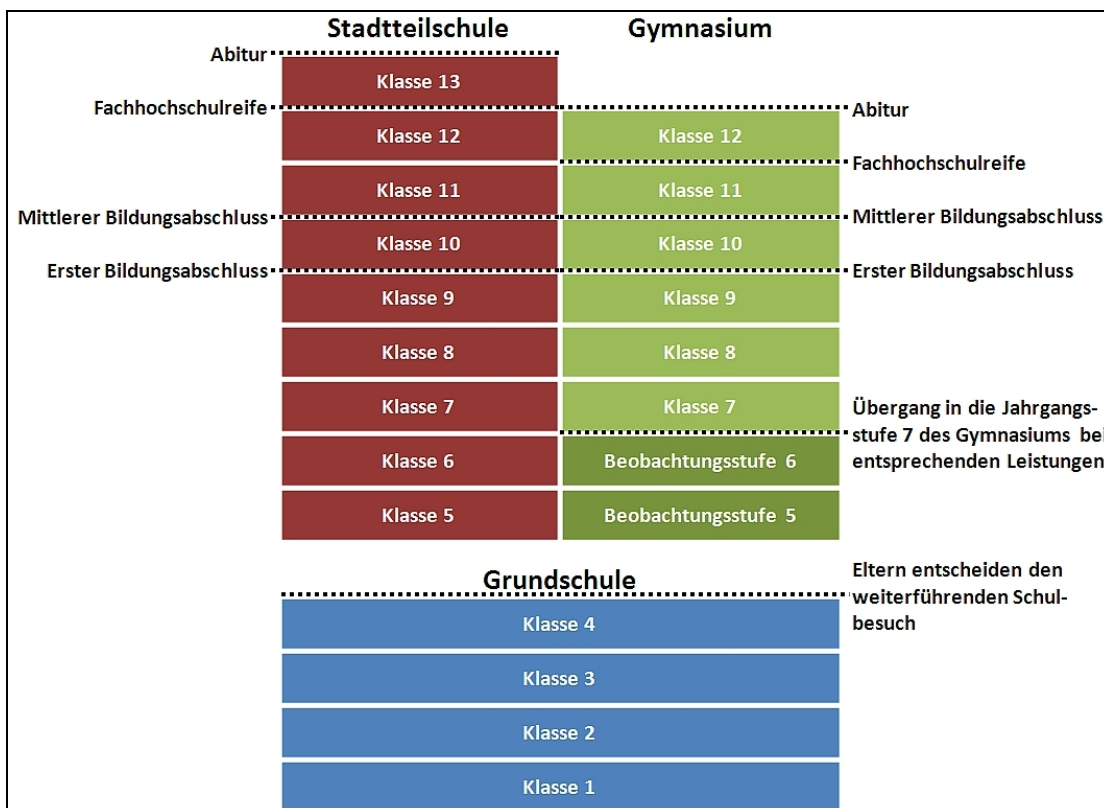 Stadtteilschule Gymnasium
Abitur
Klasse 13
Fachhochschulreife
Abitur
Klasse 12 Klasse 12
Fachhochschulreife
Klasse 11 Klasse 11
Mittlerer Bildungsabschluss
Mittlerer Bildungsabschluss
Klasse 10 Klasse 10
Erster Bildungsabschluss
Erster Bildungsabschluss
Klasse 9 Klasse 9
Klasse 8 Klasse 8
Klasse 7 Klasse 7
Übergang in die Jahrgangs-
stufe 7 des Gymnasiums bei
entsprechenden Leistungen
Klasse 6 Beobachtungsstufe 6
Klasse 5 Beobachtungsstufe 5
Grundschule
Eltern entscheiden den
weiterführenden Schul-
besuch
Klasse 4
Klasse 3
Klasse 2
Klasse 1